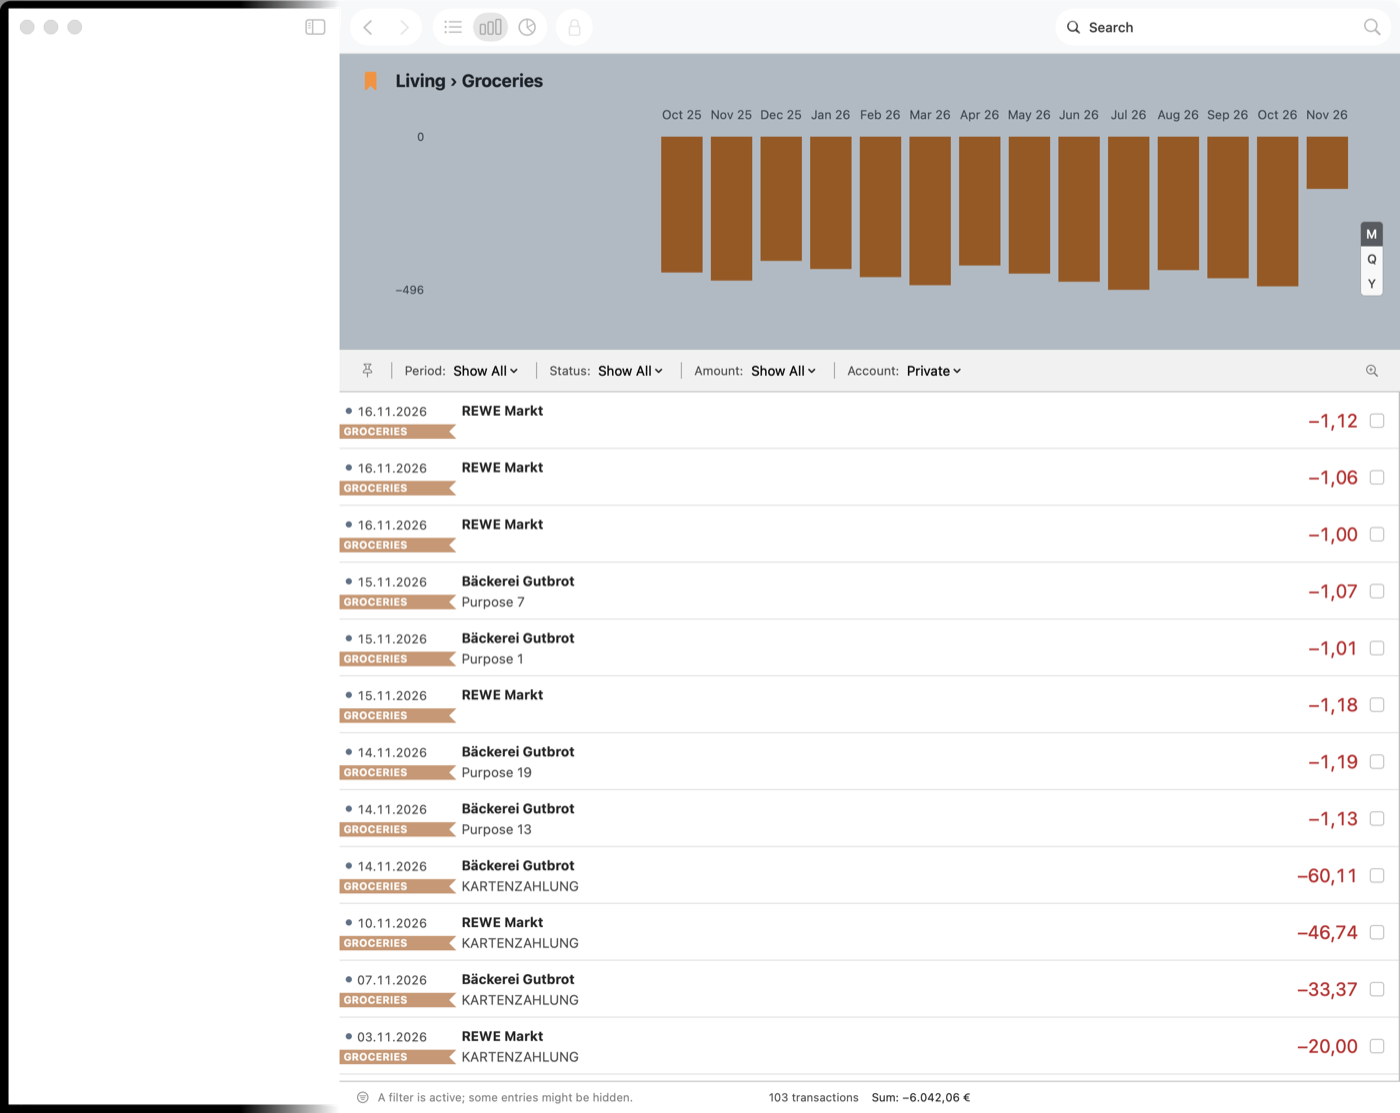 Search
Living › Groceries
Oct 25 Nov 25 Dec 25 Jan 26 Feb 26 Mar 26 Apr 26 May 26 Jun 26 Jul 26 Aug 26 Sep 26 Oct 26 Nov 26
0
−496
M
Q
Y
Period: Show All Status: Show All Amount: Show All Account: Private
16.11.2026 REWE Markt −1,12
GROCERIES
16.11.2026 REWE Markt −1,06
GROCERIES
16.11.2026 REWE Markt −1,00
GROCERIES
15.11.2026 Bäckerei Gutbrot −1,07
GROCERIES Purpose 7
15.11.2026 Bäckerei Gutbrot −1,01
GROCERIES Purpose 1
15.11.2026 REWE Markt −1,18
GROCERIES
14.11.2026 Bäckerei Gutbrot −1,19
GROCERIES Purpose 19
14.11.2026 Bäckerei Gutbrot −1,13
GROCERIES Purpose 13
14.11.2026 Bäckerei Gutbrot −60,11
GROCERIES KARTENZAHLUNG
10.11.2026 REWE Markt −46,74
GROCERIES KARTENZAHLUNG
07.11.2026 Bäckerei Gutbrot −33,37
GROCERIES KARTENZAHLUNG
03.11.2026 REWE Markt −20,00
GROCERIES KARTENZAHLUNG
A filter is active; some entries might be hidden. 103 transactions Sum: −6.042,06 €